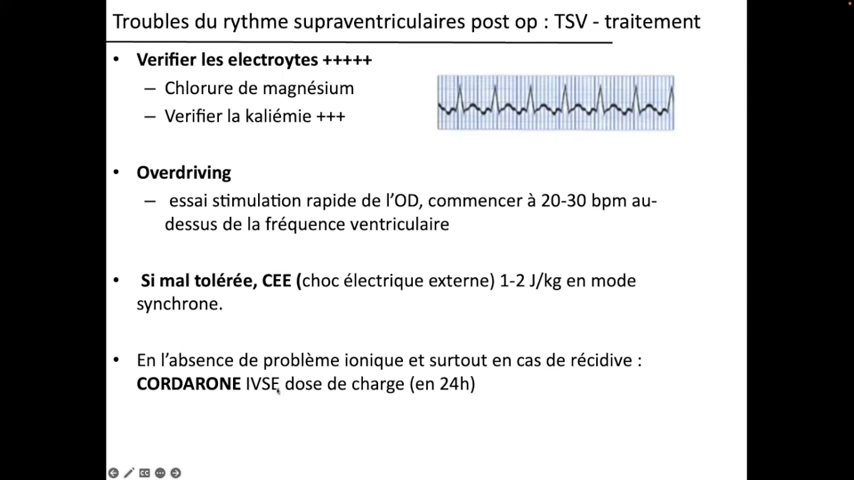 Troubles du rythme supraventriculaires post op : TSV - traitement
• Verifier les electroytes +++++
– Chlorure de magnésium
– Verifier la kaliémie +++
• Overdriving
– essai stimulation rapide de l'OD, commencer à 20-30 bpm au-
dessus de la fréquence ventriculaire
• Si mal tolérée, CEE (choc électrique externe) 1-2 J/kg en mode
synchrone.
• En l'absence de problème ionique et surtout en cas de récidive :
CORDARONE IVSE dose de charge (en 24h)